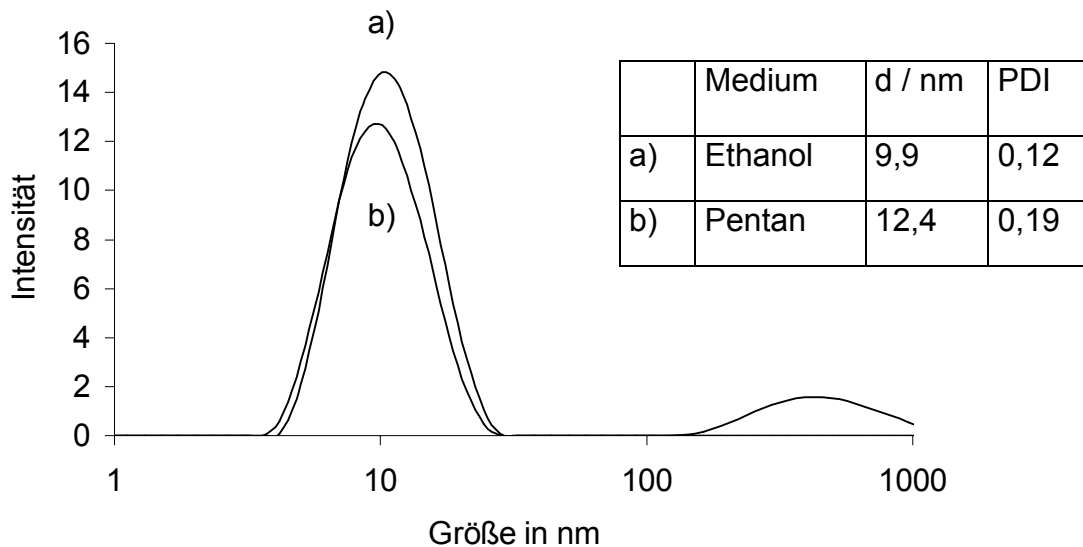 a)
16
14
12
10
8
6
4
2
0
Intensität
b)
1
10
100
1000
Größe in nm
Medium d / nm PDI
a) Ethanol 9,9 0,12
b) Pentan 12,4 0,19